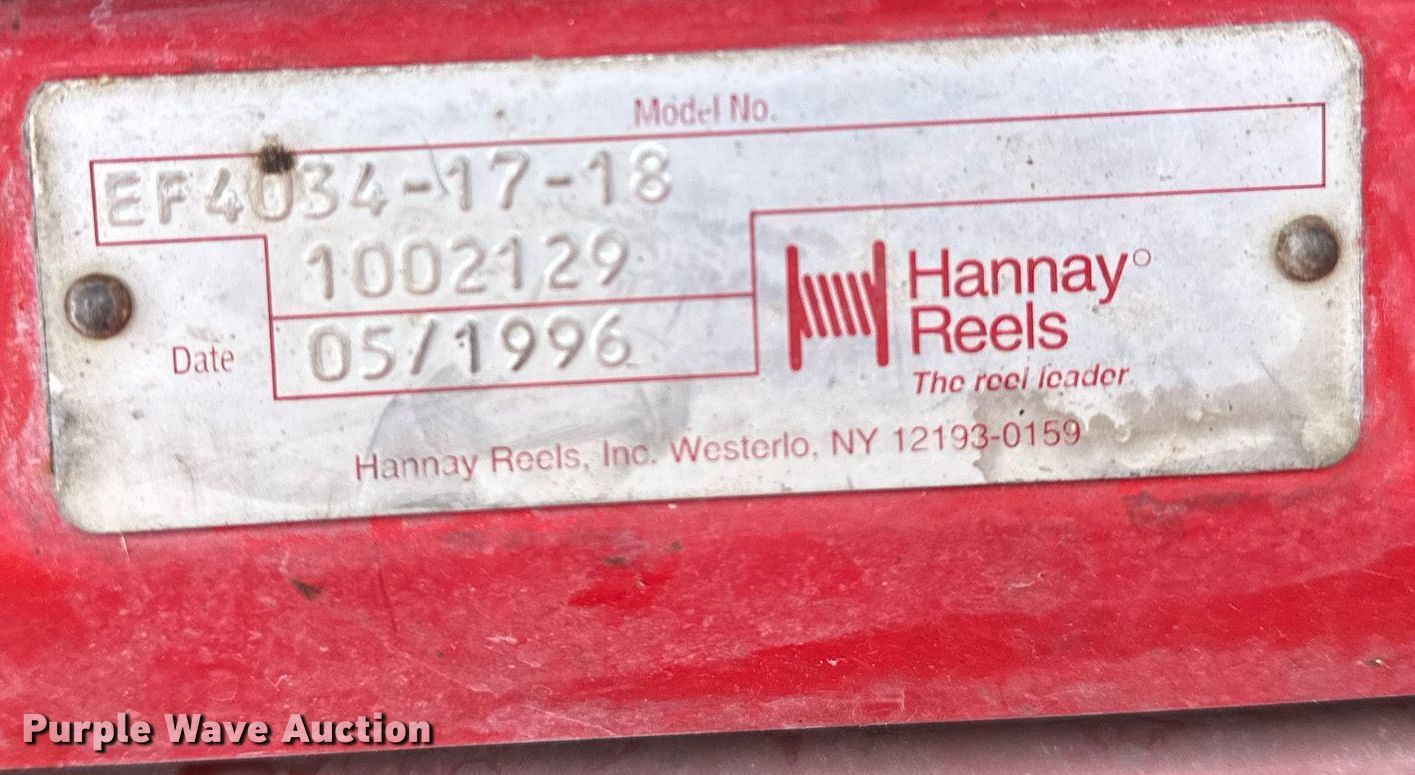 Model No.
EF4034-17-18
1002129
Date 05/1996
Hannay®
Reels
The reel leader
Hannay Reels, Inc. Westerlo, NY 12193-0159
Purple Wave Auction